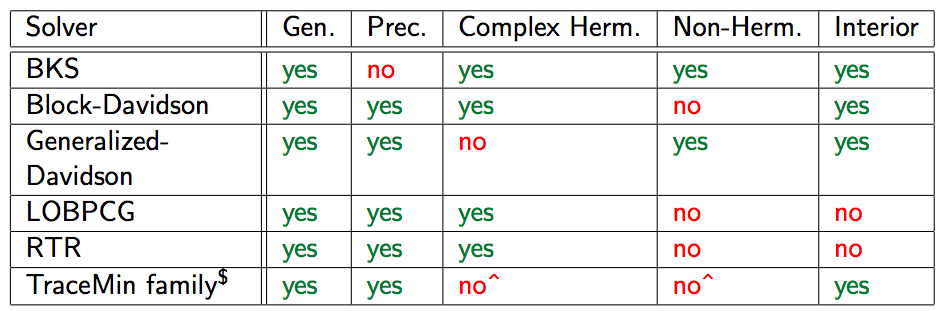 Solver Gen. Prec. Complex Herm. Non-Herm. Interior
BKS yes no yes yes yes
Block-Davidson yes yes yes no yes
Generalized- yes yes no yes yes
Davidson
LOBPCG yes yes yes no no
RTR yes yes yes no no
TraceMin family$ yes yes no^ no^ yes